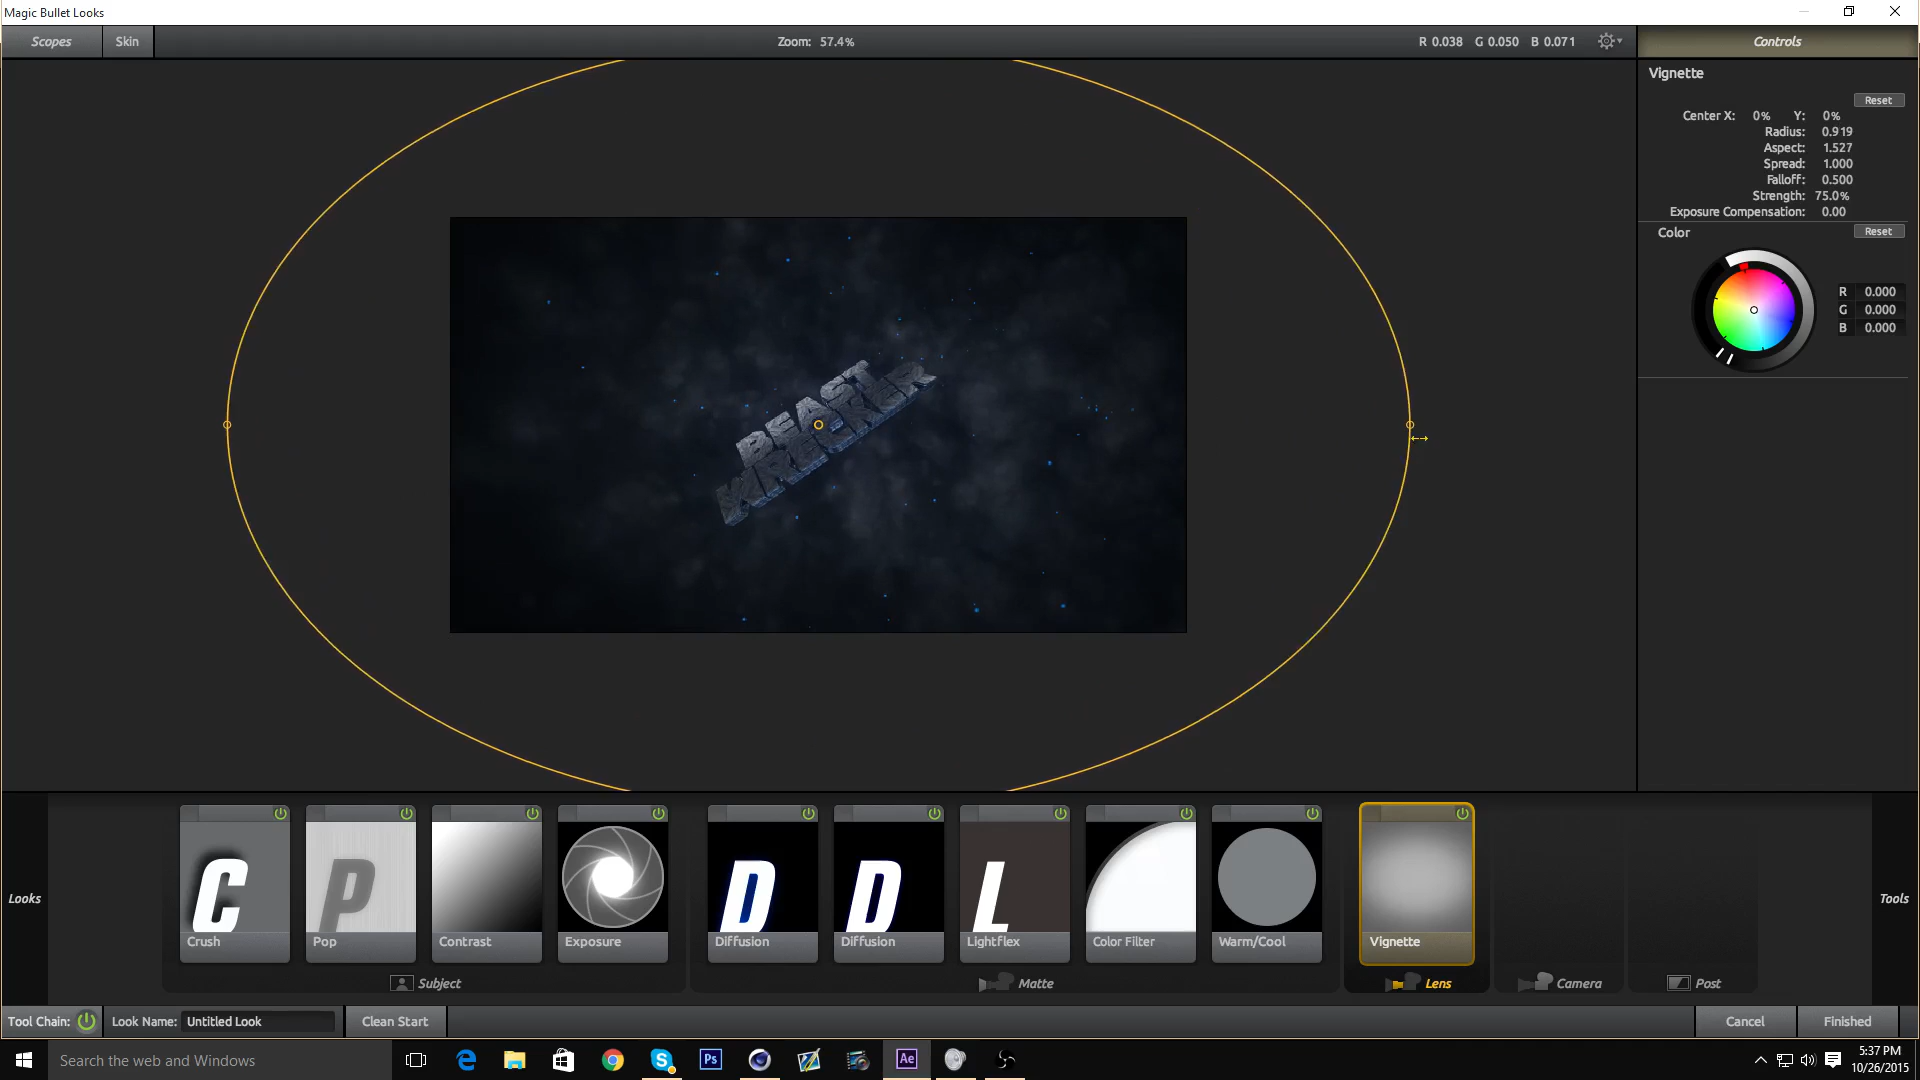 Magic Bullet Looks
Scopes
Skin
Zoom: 57.4%
R 0.038 G 0.050 B 0.071
Controls
Vignette
Reset
Center X: 0% Y: 0%
Radius: 0.919
Aspect: 1.527
Spread: 1.000
Falloff: 0.500
Strength: 75.0%
Exposure Compensation: 0.00
Color
Reset
R 0.000
G 0.000
B 0.000
BEAST
WRECKER
C
P
D
D
L
Looks
Crush
Pop
Contrast
Exposure
Diffusion
Diffusion
Lightflex
Color Filter
Warm/Cool
Vignette
Tools
Subject
Matte
Lens
Camera
Post
Tool Chain:
Look Name: Untitled Look
Clean Start
Cancel
Finished
Search the web and Windows
Ps
Ae
5:37 PM
10/26/2015